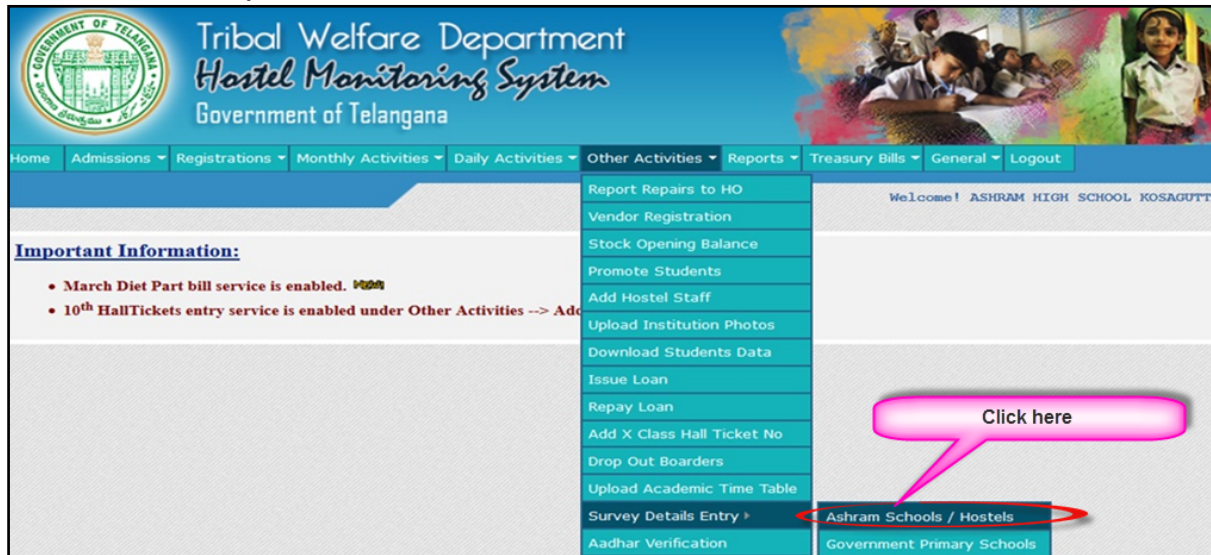 GOVERNMENT OF TELANGANA
Tribal Welfare Department
Hostel Monitoring System
Government of Telangana
Home Admissions Registrations Monthly Activities Daily Activities Other Activities Reports Treasury Bills General Logout
Welcome! ASHRAM HIGH SCHOOL KOSAGUTT
Important Information:
• March Diet Part bill service is enabled. New!
• 10th HallTickets entry service is enabled under Other Activities --> Add
Report Repairs to HO
Vendor Registration
Stock Opening Balance
Promote Students
Add Hostel Staff
Upload Institution Photos
Download Students Data
Issue Loan
Repay Loan
Add X Class Hall Ticket No
Drop Out Boarders
Upload Academic Time Table
Survey Details Entry
Aadhar Verification
Click here
Ashram Schools / Hostels
Government Primary Schools